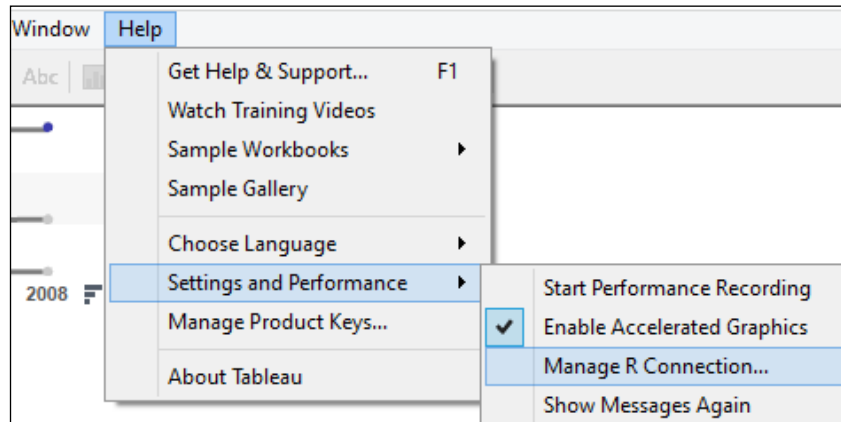 Window Help
Abc
Get Help & Support... F1
Watch Training Videos
Sample Workbooks
Sample Gallery
Choose Language
Settings and Performance
Manage Product Keys...
About Tableau
2008
Start Performance Recording
Enable Accelerated Graphics
Manage R Connection...
Show Messages Again